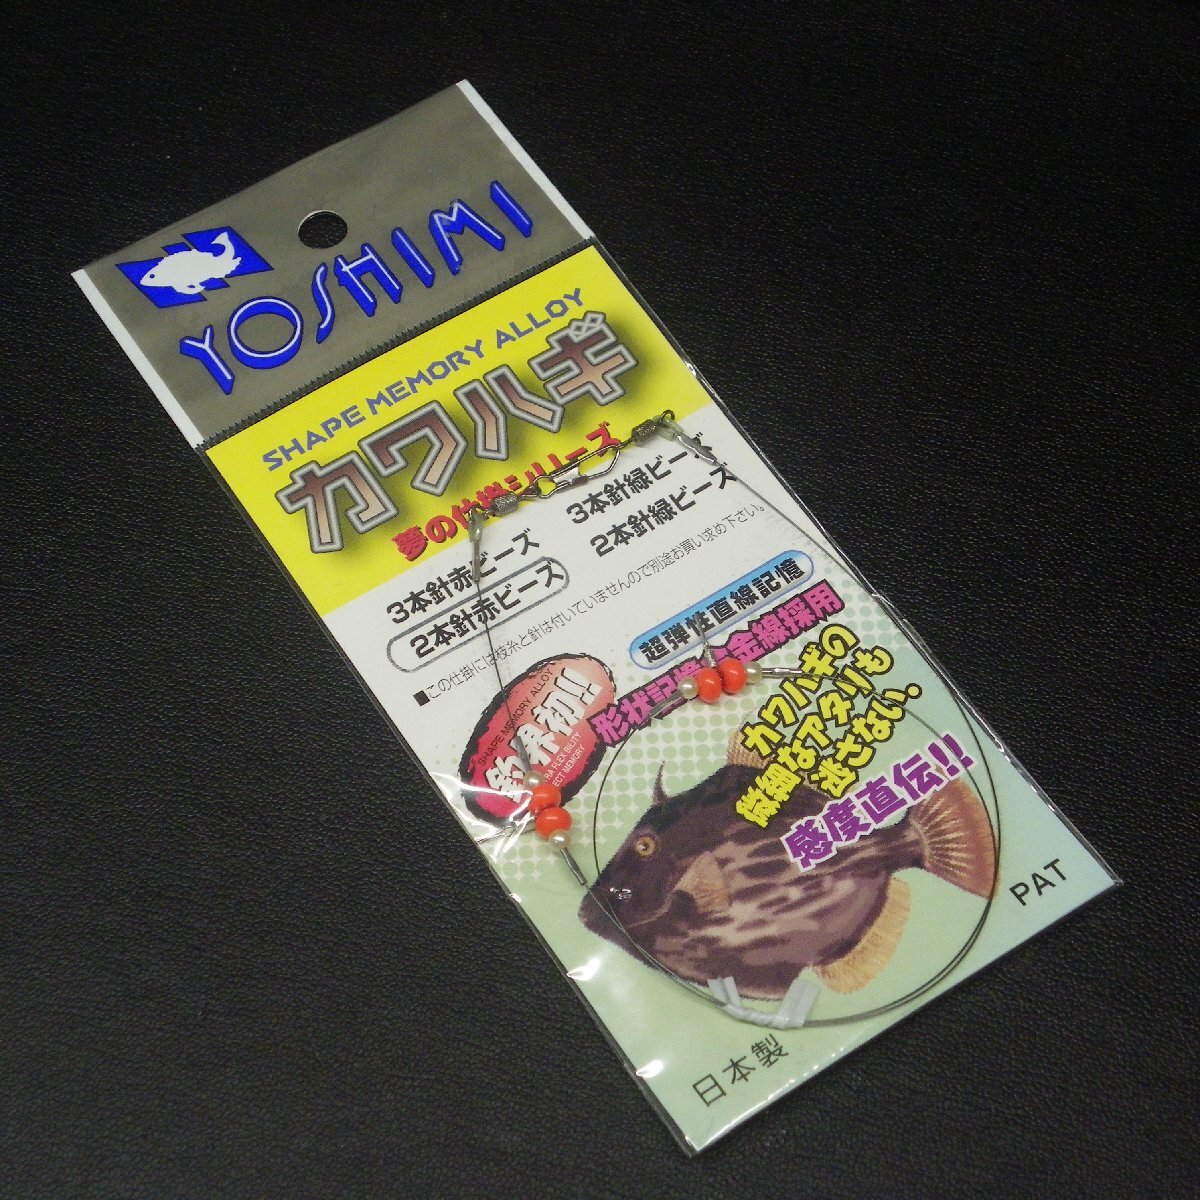 YOSHIMI
SHAPE MEMORY ALLOY
カワハギ
夢の仕掛シリーズ
3本針赤ビーズ
3本針緑ビーズ
2本針赤ビーズ
2本針緑ビーズ
■この仕掛には枝糸と針は付いていませんので別途お買い求め下さい。
超弾性直線記憶
形状記憶合金線採用
SHAPE MEMORY ALLOY
カワハギの
微細なアタリも
逃さない。
感度直伝!!
PAT
日本製